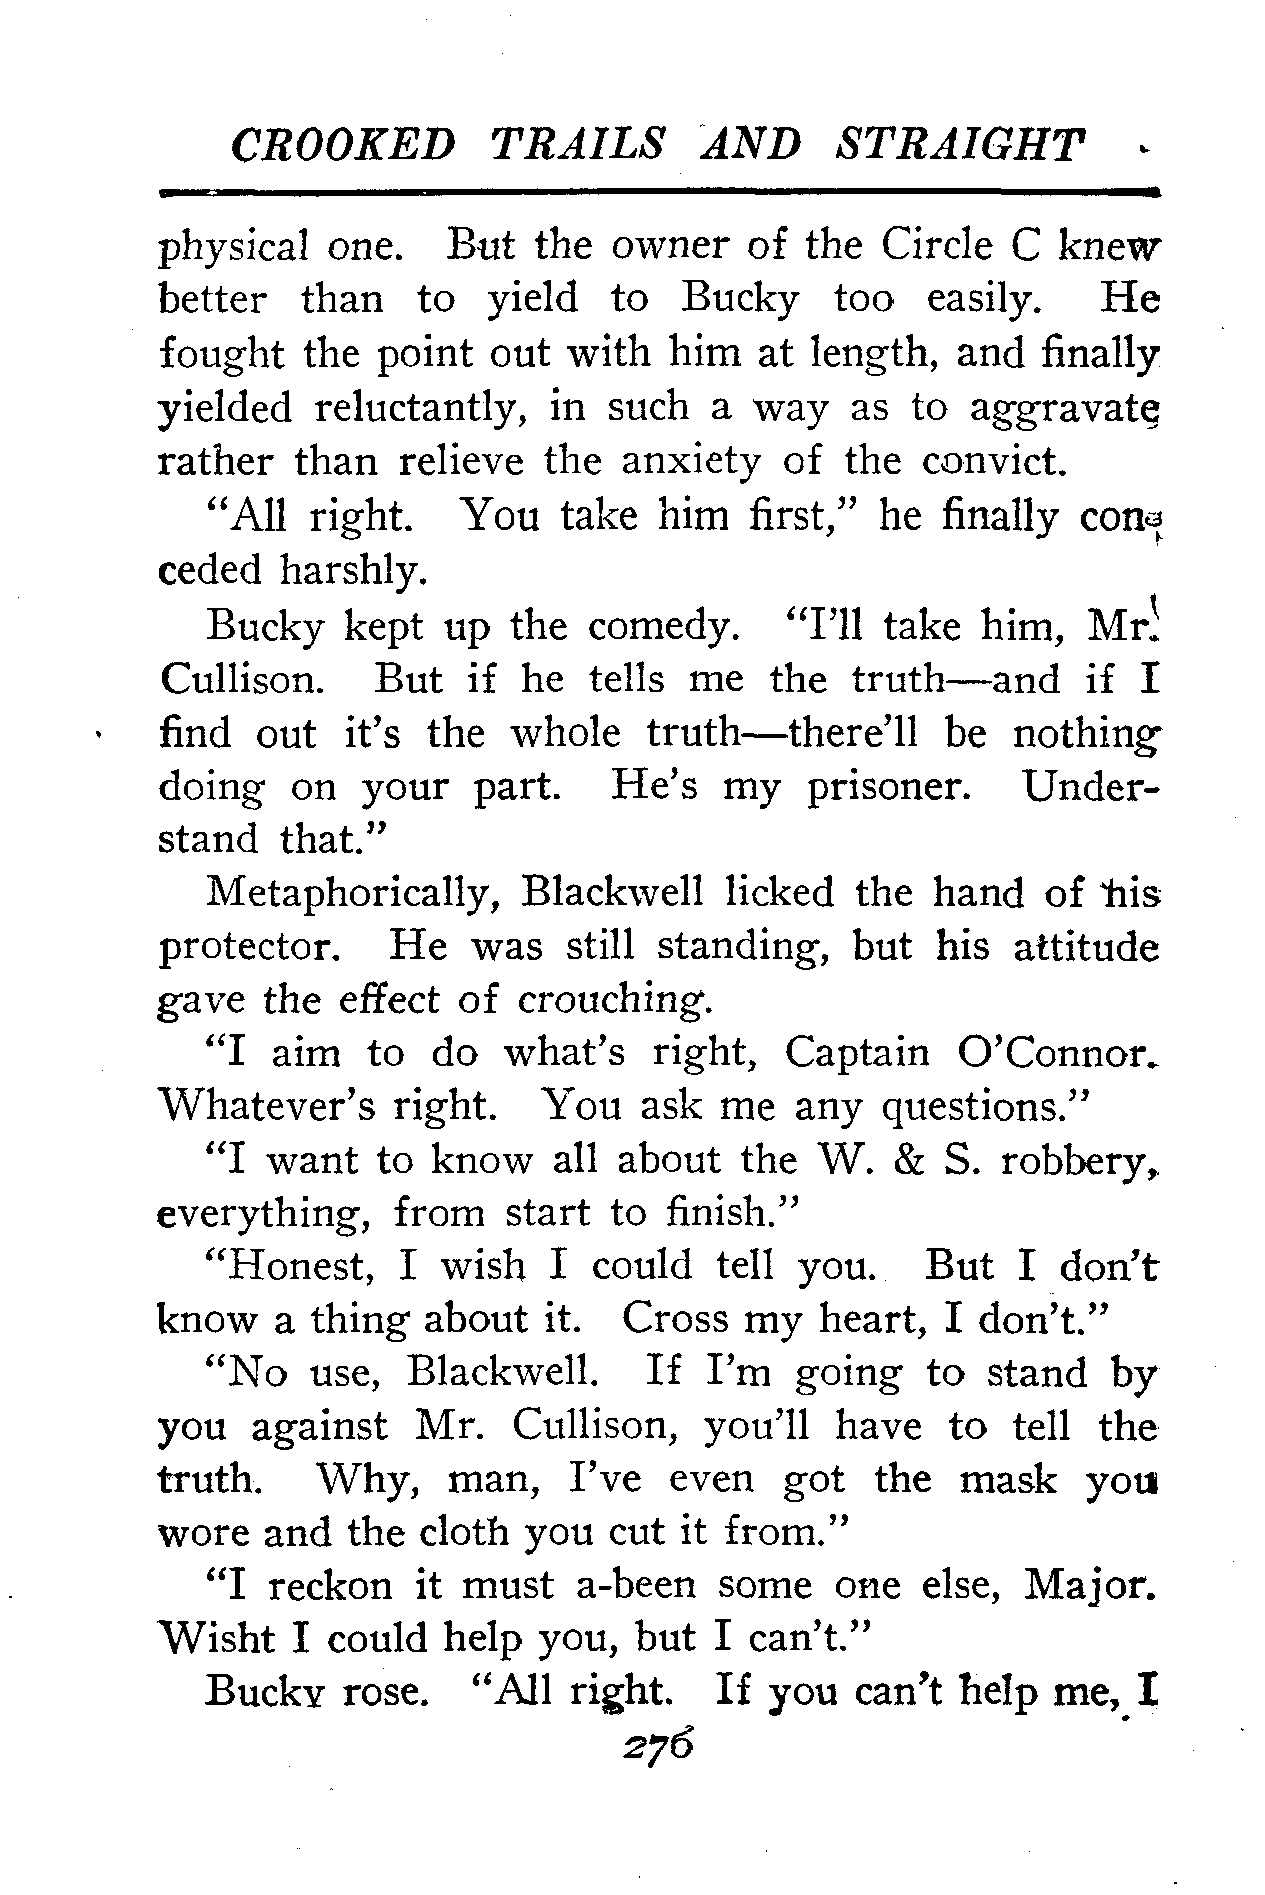 CROOKED TRAILS AND STRAIGHT
physical one. But the owner of the Circle C knew
better than to yield to Bucky too easily. He
fought the point out with him at length, and finally
yielded reluctantly, in such a way as to aggravate
rather than relieve the anxiety of the convict.
"All right. You take him first," he finally con-
ceded harshly.
Bucky kept up the comedy. "I'll take him, Mr.
Cullison. But if he tells me the truth—and if I
find out it's the whole truth—there'll be nothing
doing on your part. He's my prisoner. Under-
stand that."
Metaphorically, Blackwell licked the hand of his
protector. He was still standing, but his attitude
gave the effect of crouching.
"I aim to do what's right, Captain O'Connor.
Whatever's right. You ask me any questions."
"I want to know all about the W. & S. robbery,
everything, from start to finish."
"Honest, I wish I could tell you. But I don't
know a thing about it. Cross my heart, I don't."
"No use, Blackwell. If I'm going to stand by
you against Mr. Cullison, you'll have to tell the
truth. Why, man, I've even got the mask you
wore and the cloth you cut it from."
"I reckon it must a-been some one else, Major.
Wisht I could help you, but I can't."
Bucky rose. "All right. If you can't help me, I
276